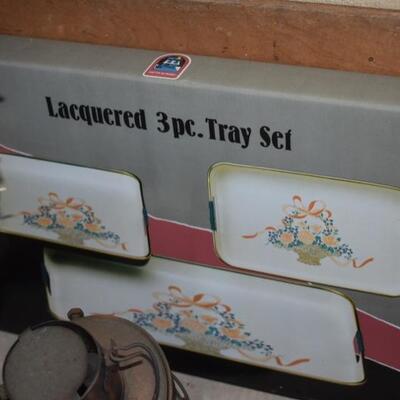 Lacquered 3pc. Tray Set